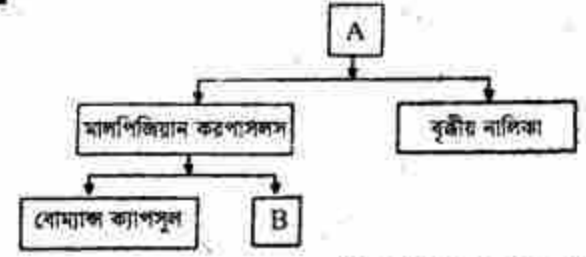 A
মালপিজিয়ান করপাসলস
বৃক্কীয় নালিকা
বোম্যান্স ক্যাপসুল
B